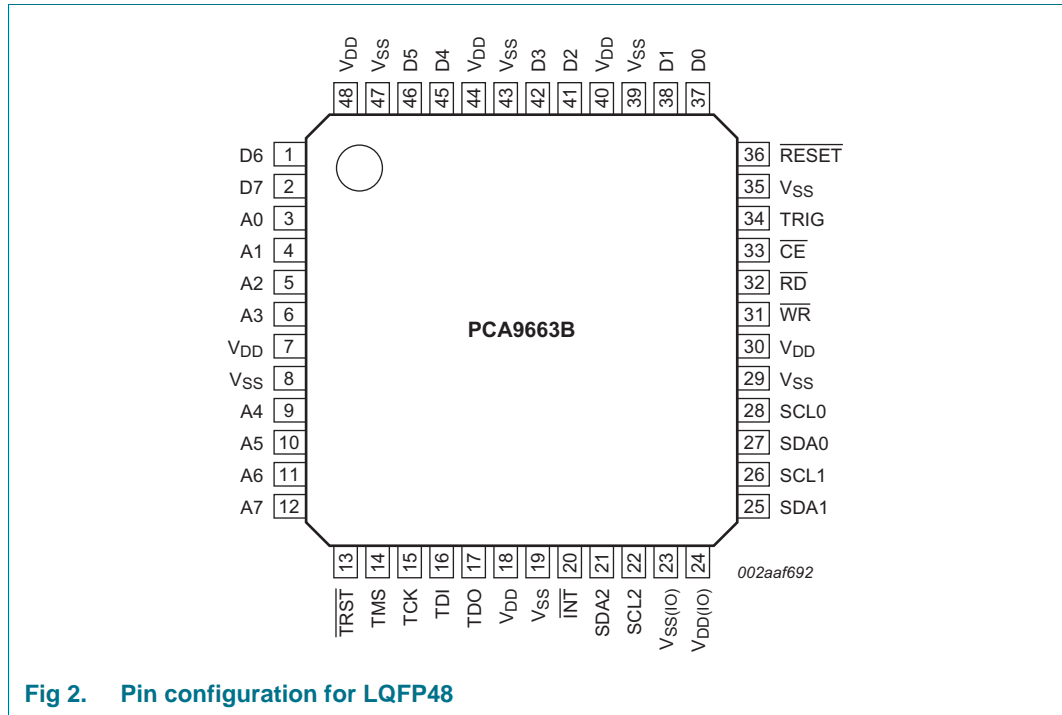 VDD VSS D5 D4 VDD VSS D3 D2 VDD VSS D1 D0
48 47 46 45 44 43 42 41 40 39 38 37
D6 1
D7 2
A0 3
A1 4
A2 5
A3 6
VDD 7
VSS 8
A4 9
A5 10
A6 11
A7 12
PCA9663B
36 RESET
35 VSS
34 TRIG
33 CE
32 RD
31 WR
30 VDD
29 VSS
28 SCL0
27 SDA0
26 SCL1
25 SDA1
13 14 15 16 17 18 19 20 21 22 23 24
TRST TMS TCK TDI TDO VDD VSS INT SDA2 SCL2 VSS(IO) VDD(IO)
002aaf692
Fig 2. Pin configuration for LQFP48